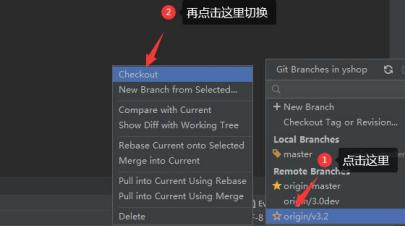 2 再点击这里切换
Checkout
New Branch from Selected...
Compare with Current
Show Diff with Working Tree
Rebase Current onto Selected
Merge into Current
Pull into Current Using Rebase
Pull into Current Using Merge
Delete
Git Branches in yshop
+ New Branch
Checkout Tag or Revision...
Local Branches
master
1 点击这里
Remote Branches
origin/master
origin/3.0dev
origin/v3.2